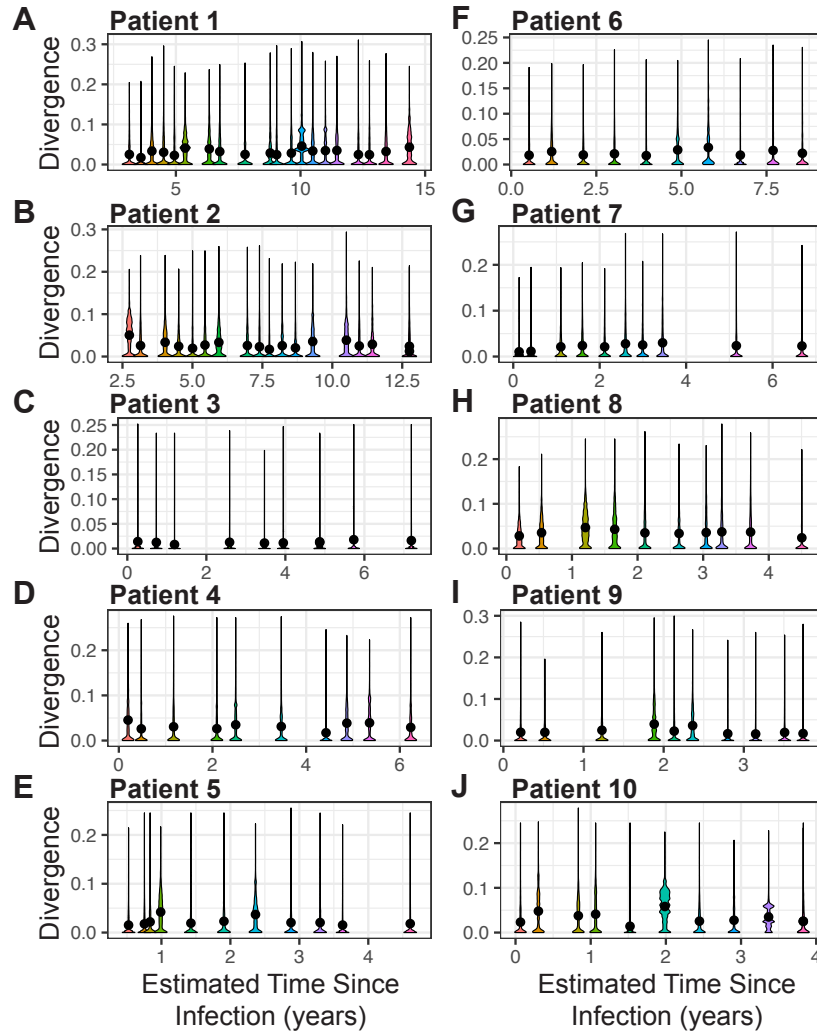 A Patient 1
Divergence
0.3
0.2
0.1
0.0
5 10 15
B Patient 2
Divergence
0.3
0.2
0.1
0.0
2.5 5.0 7.5 10.0 12.5
C Patient 3
Divergence
0.25
0.20
0.15
0.10
0.05
0.00
0 2 4 6
D Patient 4
Divergence
0.2
0.1
0.0
0 2 4 6
E Patient 5
Divergence
0.2
0.1
0.0
1 2 3 4
Estimated Time Since
Infection (years)
F Patient 6
0.25
0.20
0.15
0.10
0.05
0.00
0.0 2.5 5.0 7.5
G Patient 7
0.2
0.1
0.0
0 2 4 6
H Patient 8
0.2
0.1
0.0
0 1 2 3 4
I Patient 9
0.3
0.2
0.1
0.0
0 1 2 3
J Patient 10
0.2
0.1
0.0
0 1 2 3 4
Estimated Time Since
Infection (years)